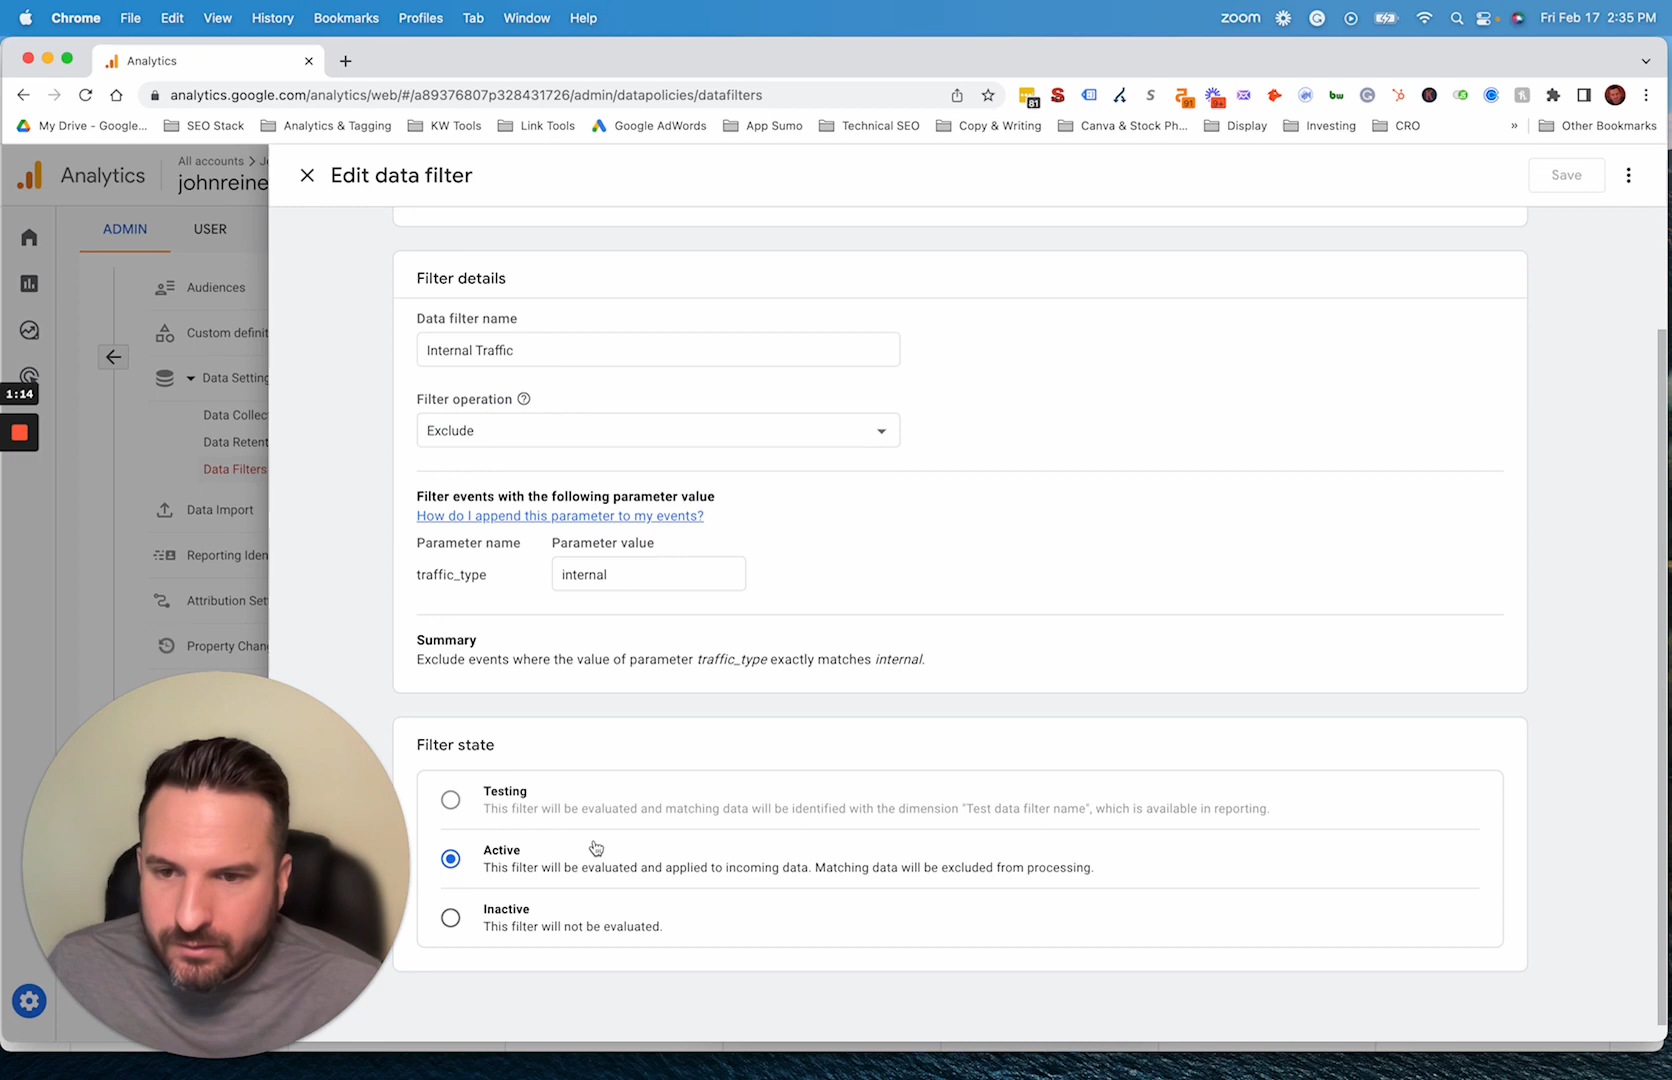 Chrome File Edit View History Bookmarks Profiles Tab Window Help zoom Fri Feb 17 2:35 PM
Analytics
analytics.google.com/analytics/web/#/a89376807p328431726/admin/datapolicies/datafilters
My Drive - Google... SEO Stack Analytics & Tagging KW Tools Link Tools Google AdWords App Sumo Technical SEO Copy & Writing Canva & Stock Ph... Display Investing CRO » Other Bookmarks
Analytics
All accounts > J
johnreine
Edit data filter
Save
ADMIN USER
Audiences
Custom definit
Data Setting
Data Collec
Data Retent
Data Filters
Data Import
Reporting Iden
Attribution Set
Property Chan
1:14
Filter details
Data filter name
Internal Traffic
Filter operation
Exclude
Filter events with the following parameter value
How do I append this parameter to my events?
Parameter name Parameter value
traffic_type internal
Summary
Exclude events where the value of parameter traffic_type exactly matches internal.
Filter state
Testing
This filter will be evaluated and matching data will be identified with the dimension "Test data filter name", which is available in reporting.
Active
This filter will be evaluated and applied to incoming data. Matching data will be excluded from processing.
Inactive
This filter will not be evaluated.